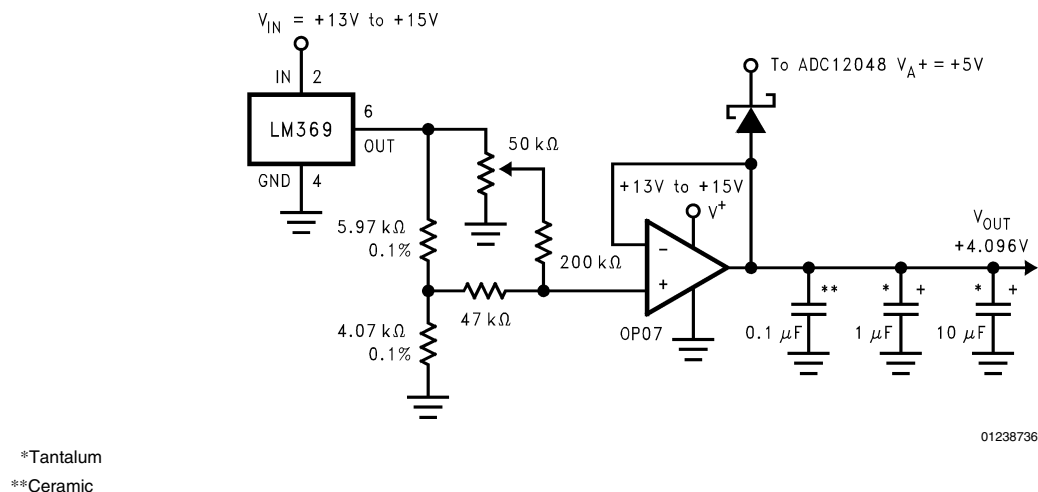 V_IN = +13V to +15V
IN 2
LM369
6
OUT
GND 4
50 kΩ
5.97 kΩ
0.1%
200 kΩ
47 kΩ
4.07 kΩ
0.1%
To ADC12048 V_A+ = +5V
+13V to +15V
V+
−
+
OP07
V_OUT
+4.096V
**
* +
* +
0.1 μF
1 μF
10 μF
01238736
*Tantalum
**Ceramic